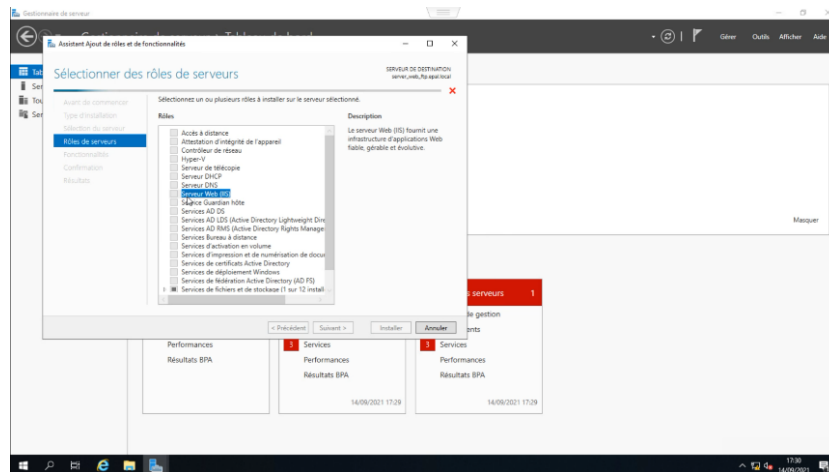 Gestionnaire de serveur
Gérer Outils Afficher Aide
Assistant Ajout de rôles et de fonctionnalités
Sélectionner des rôles de serveurs
SERVEUR DE DESTINATION
server_web_ftp.epsi.local
Avant de commencer
Type d'installation
Sélection du serveur
Rôles de serveurs
Fonctionnalités
Confirmation
Résultats
Sélectionnez un ou plusieurs rôles à installer sur le serveur sélectionné.
Rôles
Accès à distance
Attestation d'intégrité de l'appareil
Contrôleur de réseau
Hyper-V
Serveur de télécopie
Serveur DHCP
Serveur DNS
Serveur Web (IIS)
Guardian hôte
Services AD DS
Services AD LDS (Active Directory Lightweight Dire
Services AD RMS (Active Directory Rights Manage
Services Bureau à distance
Services d'activation en volume
Services d'impression et de numérisation de docu
Services de certificats Active Directory
Services de déploiement Windows
Services de fédération Active Directory (AD FS)
Services de fichiers et de stockage (1 sur 12 install
Description
Le serveur Web (IIS) fournit une
infrastructure d'applications Web
fiable, gérable et évolutive.
< Précédent Suivant > Installer Annuler
Masquer
s serveurs 1
de gestion
Performances
Résultats BPA
3 Services
Performances
Résultats BPA
14/09/2021 17:29
3 Services
Performances
Résultats BPA
14/09/2021 17:29
17:30
14/09/2021